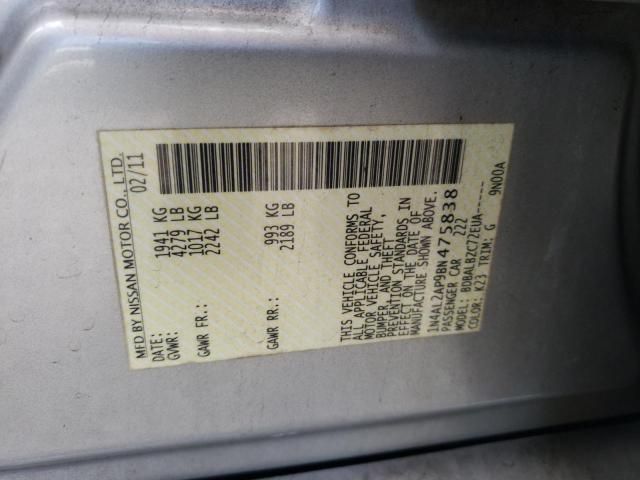 MFD BY NISSAN MOTOR CO., LTD.
DATE: 02/11
GVWR: 1941 KG
4279 LB
GAWR FR.: 1017 KG
2242 LB
GAWR RR.: 993 KG
2189 LB
THIS VEHICLE CONFORMS TO
ALL APPLICABLE FEDERAL
MOTOR VEHICLE SAFETY,
BUMPER, AND THEFT
PREVENTION STANDARDS IN
EFFECT ON THE DATE OF
MANUFACTURE SHOWN ABOVE.
1N4AL2AP9BN475838
PASSENGER CAR 222
MODEL: BDBALBZC72EUA------
COLOR: K23 TRIM: G 9N00A